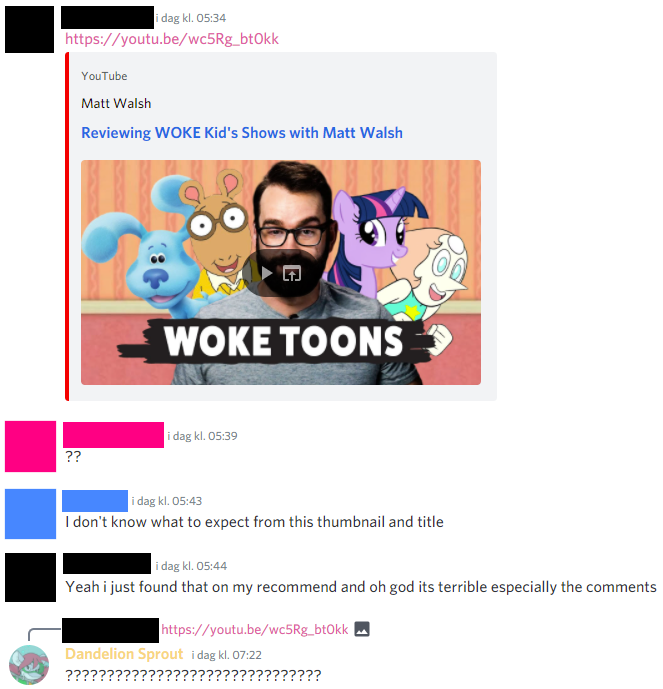 i dag kl. 05:34
https://youtu.be/wc5Rg_bt0kk
YouTube
Matt Walsh
Reviewing WOKE Kid's Shows with Matt Walsh
WOKE TOONS
i dag kl. 05:39
??
i dag kl. 05:43
I don't know what to expect from this thumbnail and title
i dag kl. 05:44
Yeah i just found that on my recommend and oh god its terrible especially the comments
https://youtu.be/wc5Rg_bt0kk
Dandelion Sprout i dag kl. 07:22
???????????????????????????????